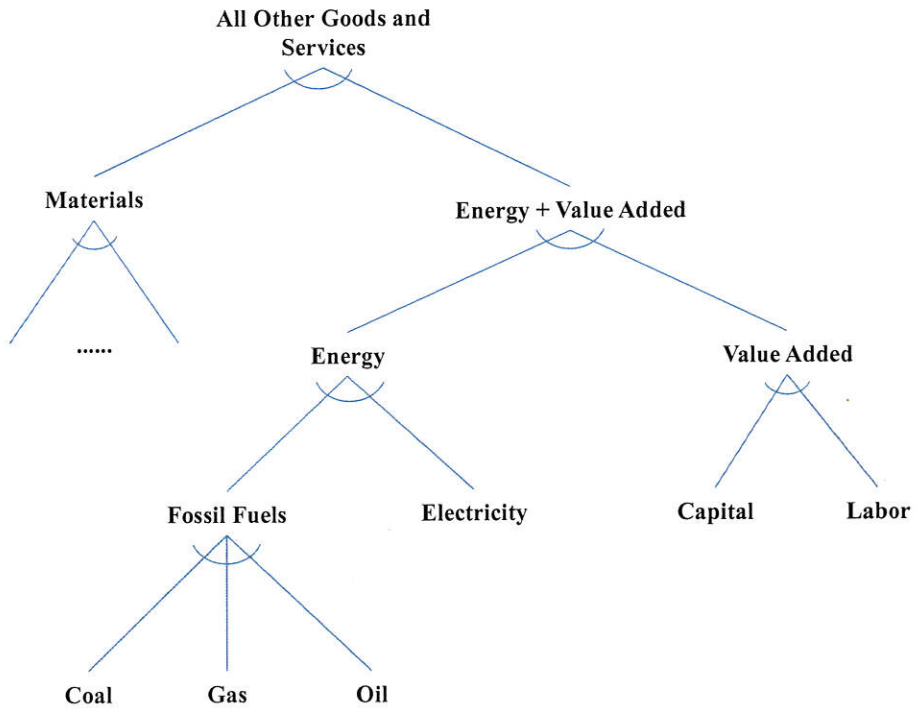 All Other Goods and
Services
Materials
Energy + Value Added
......
Energy
Value Added
Fossil Fuels
Electricity
Capital
Labor
Coal
Gas
Oil